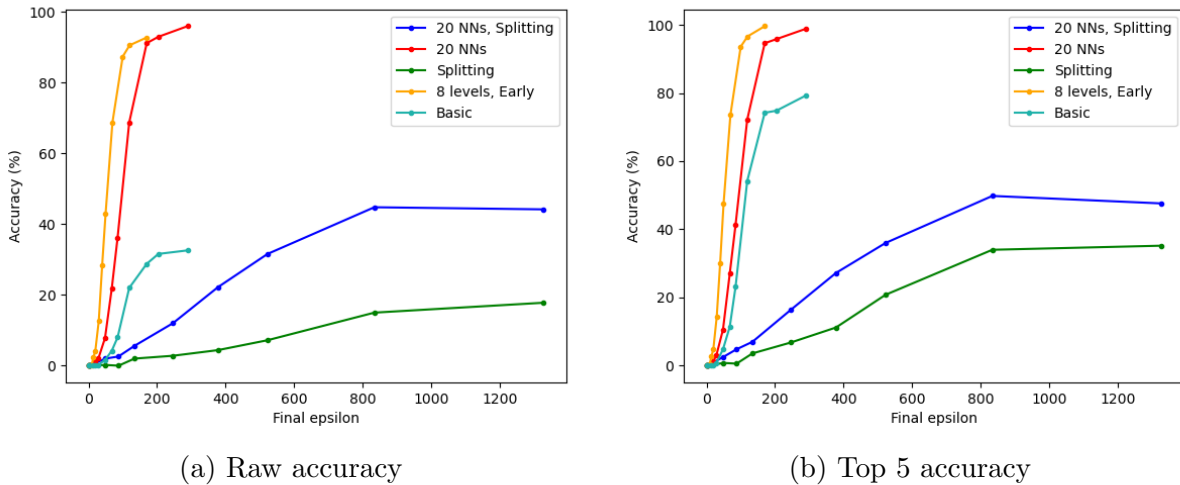 100
80
60
40
20
0
Accuracy (%)
0 200 400 600 800 1000 1200
Final epsilon
20 NNs, Splitting
20 NNs
Splitting
8 levels, Early
Basic
(a) Raw accuracy
100
80
60
40
20
0
Accuracy (%)
0 200 400 600 800 1000 1200
Final epsilon
20 NNs, Splitting
20 NNs
Splitting
8 levels, Early
Basic
(b) Top 5 accuracy